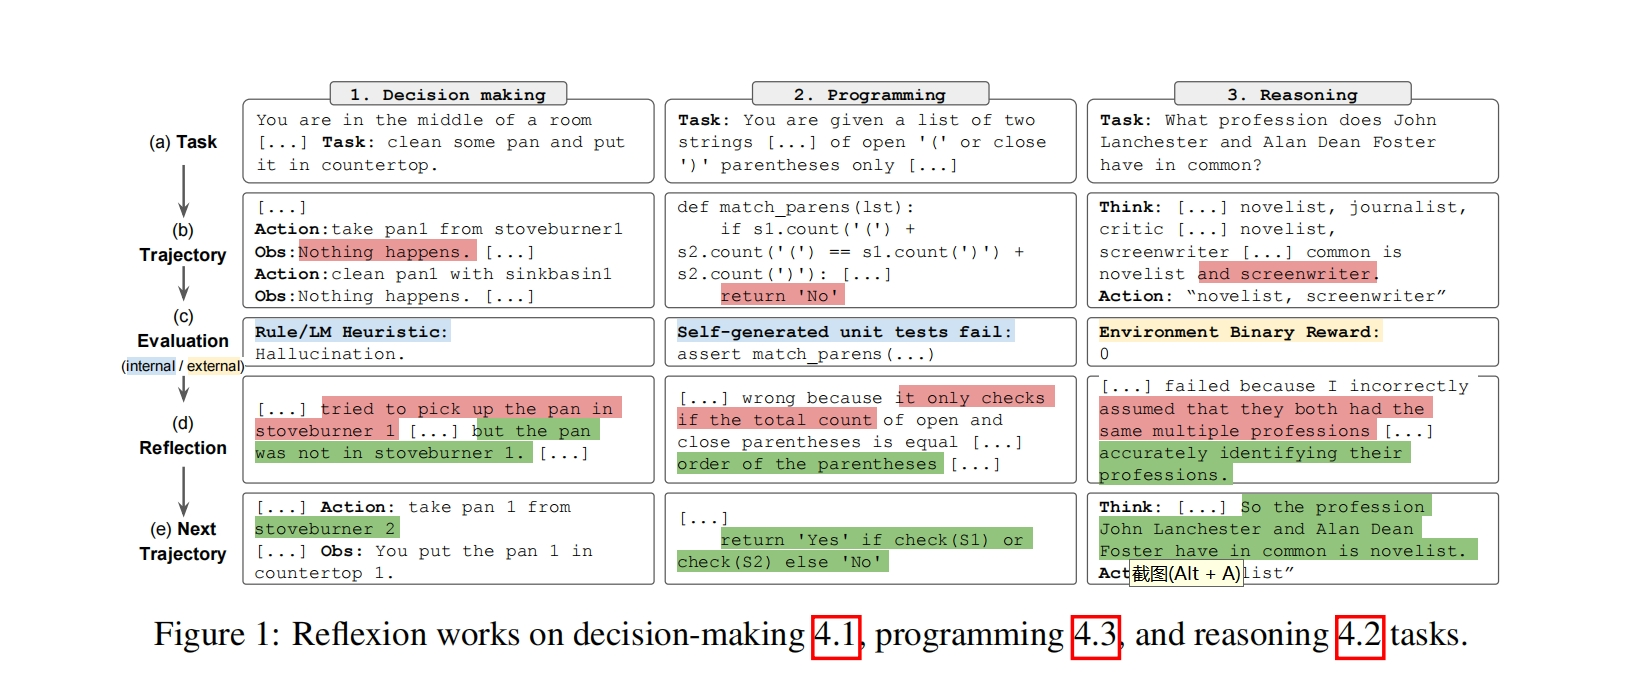 1. Decision making
2. Programming
3. Reasoning
(a) Task
You are in the middle of a room
[...] Task: clean some pan and put
it in countertop.
Task: You are given a list of two
strings [...] of open '(' or close
')' parentheses only [...]
Task: What profession does John
Lanchester and Alan Dean Foster
have in common?
(b)
Trajectory
[...]
Action:take pan1 from stoveburner1
Obs:Nothing happens. [...]
Action:clean pan1 with sinkbasin1
Obs:Nothing happens. [...]
def match_parens(lst):
if s1.count('(') +
s2.count('(') == s1.count(')') +
s2.count(')'): [...]
return 'No'
Think: [...] novelist, journalist,
critic [...] novelist,
screenwriter [...] common is
novelist and screenwriter.
Action: “novelist, screenwriter”
(c)
Evaluation
(internal / external)
Rule/LM Heuristic:
Hallucination.
Self-generated unit tests fail:
assert match_parens(...)
Environment Binary Reward:
0
(d)
Reflection
[...] tried to pick up the pan in
stoveburner 1 [...] but the pan
was not in stoveburner 1. [...]
[...] wrong because it only checks
if the total count of open and
close parentheses is equal [...]
order of the parentheses [...]
[...] failed because I incorrectly
assumed that they both had the
same multiple professions [...]
accurately identifying their
professions.
(e) Next
Trajectory
[...] Action: take pan 1 from
stoveburner 2
[...] Obs: You put the pan 1 in
countertop 1.
[...]
return 'Yes' if check(S1) or
check(S2) else 'No'
Think: [...] So the profession
John Lanchester and Alan Dean
Foster have in common is novelist.
Act
截图(Alt + A)
list”
Figure 1: Reflexion works on decision-making 4.1, programming 4.3, and reasoning 4.2 tasks.